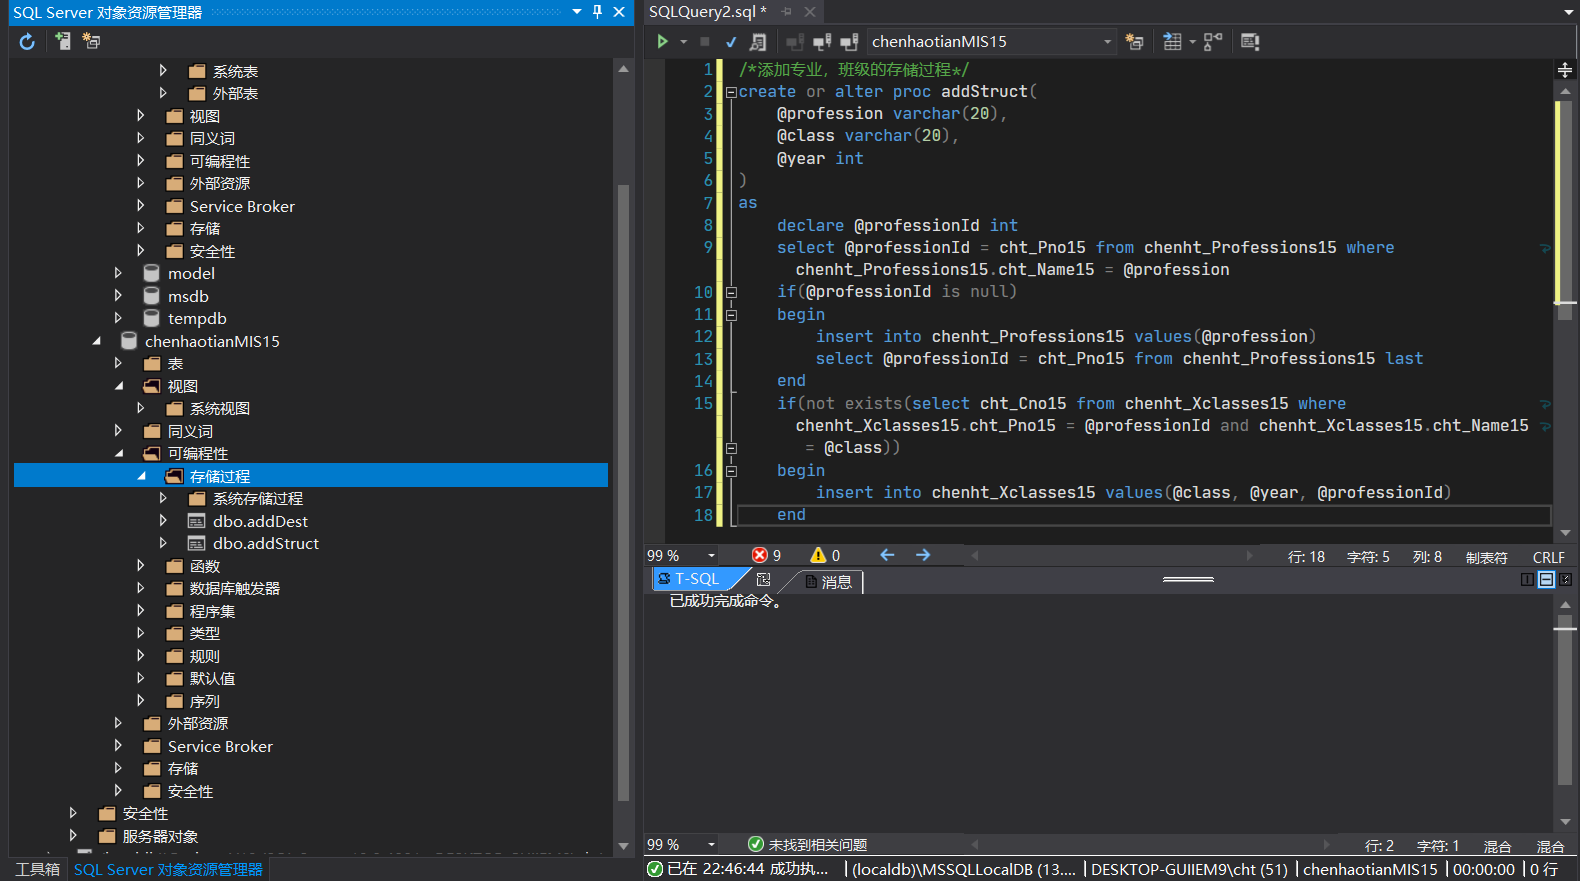 SQL Server 对象资源管理器
系统表
外部表
视图
同义词
可编程性
外部资源
Service Broker
存储
安全性
model
msdb
tempdb
chenhaotianMIS15
表
视图
系统视图
同义词
可编程性
存储过程
系统存储过程
dbo.addDest
dbo.addStruct
函数
数据库触发器
程序集
类型
规则
默认值
序列
外部资源
Service Broker
存储
安全性
安全性
服务器对象
工具箱 SQL Server 对象资源管理器
SQLQuery2.sql *
chenhaotianMIS15
1 /*添加专业，班级的存储过程*/
2 create or alter proc addStruct(
3 @profession varchar(20),
4 @class varchar(20),
5 @year int
6 )
7 as
8 declare @professionId int
9 select @professionId = cht_Pno15 from chenht_Professions15 where
chenht_Professions15.cht_Name15 = @profession
10 if(@professionId is null)
11 begin
12 insert into chenht_Professions15 values(@profession)
13 select @professionId = cht_Pno15 from chenht_Professions15 last
14 end
15 if(not exists(select cht_Cno15 from chenht_Xclasses15 where
chenht_Xclasses15.cht_Pno15 = @professionId and chenht_Xclasses15.cht_Name15
= @class))
16 begin
17 insert into chenht_Xclasses15 values(@class, @year, @professionId)
18 end
99 % 9 0 行: 18 字符: 5 列: 8 制表符 CRLF
T-SQL 消息
已成功完成命令。
99 % 未找到相关问题 行: 2 字符: 1 混合 混合
已在 22:46:44 成功执... (localdb)\MSSQLLocalDB (13.... DESKTOP-GUIIEM9\cht (51) chenhaotianMIS15 00:00:00 0 行